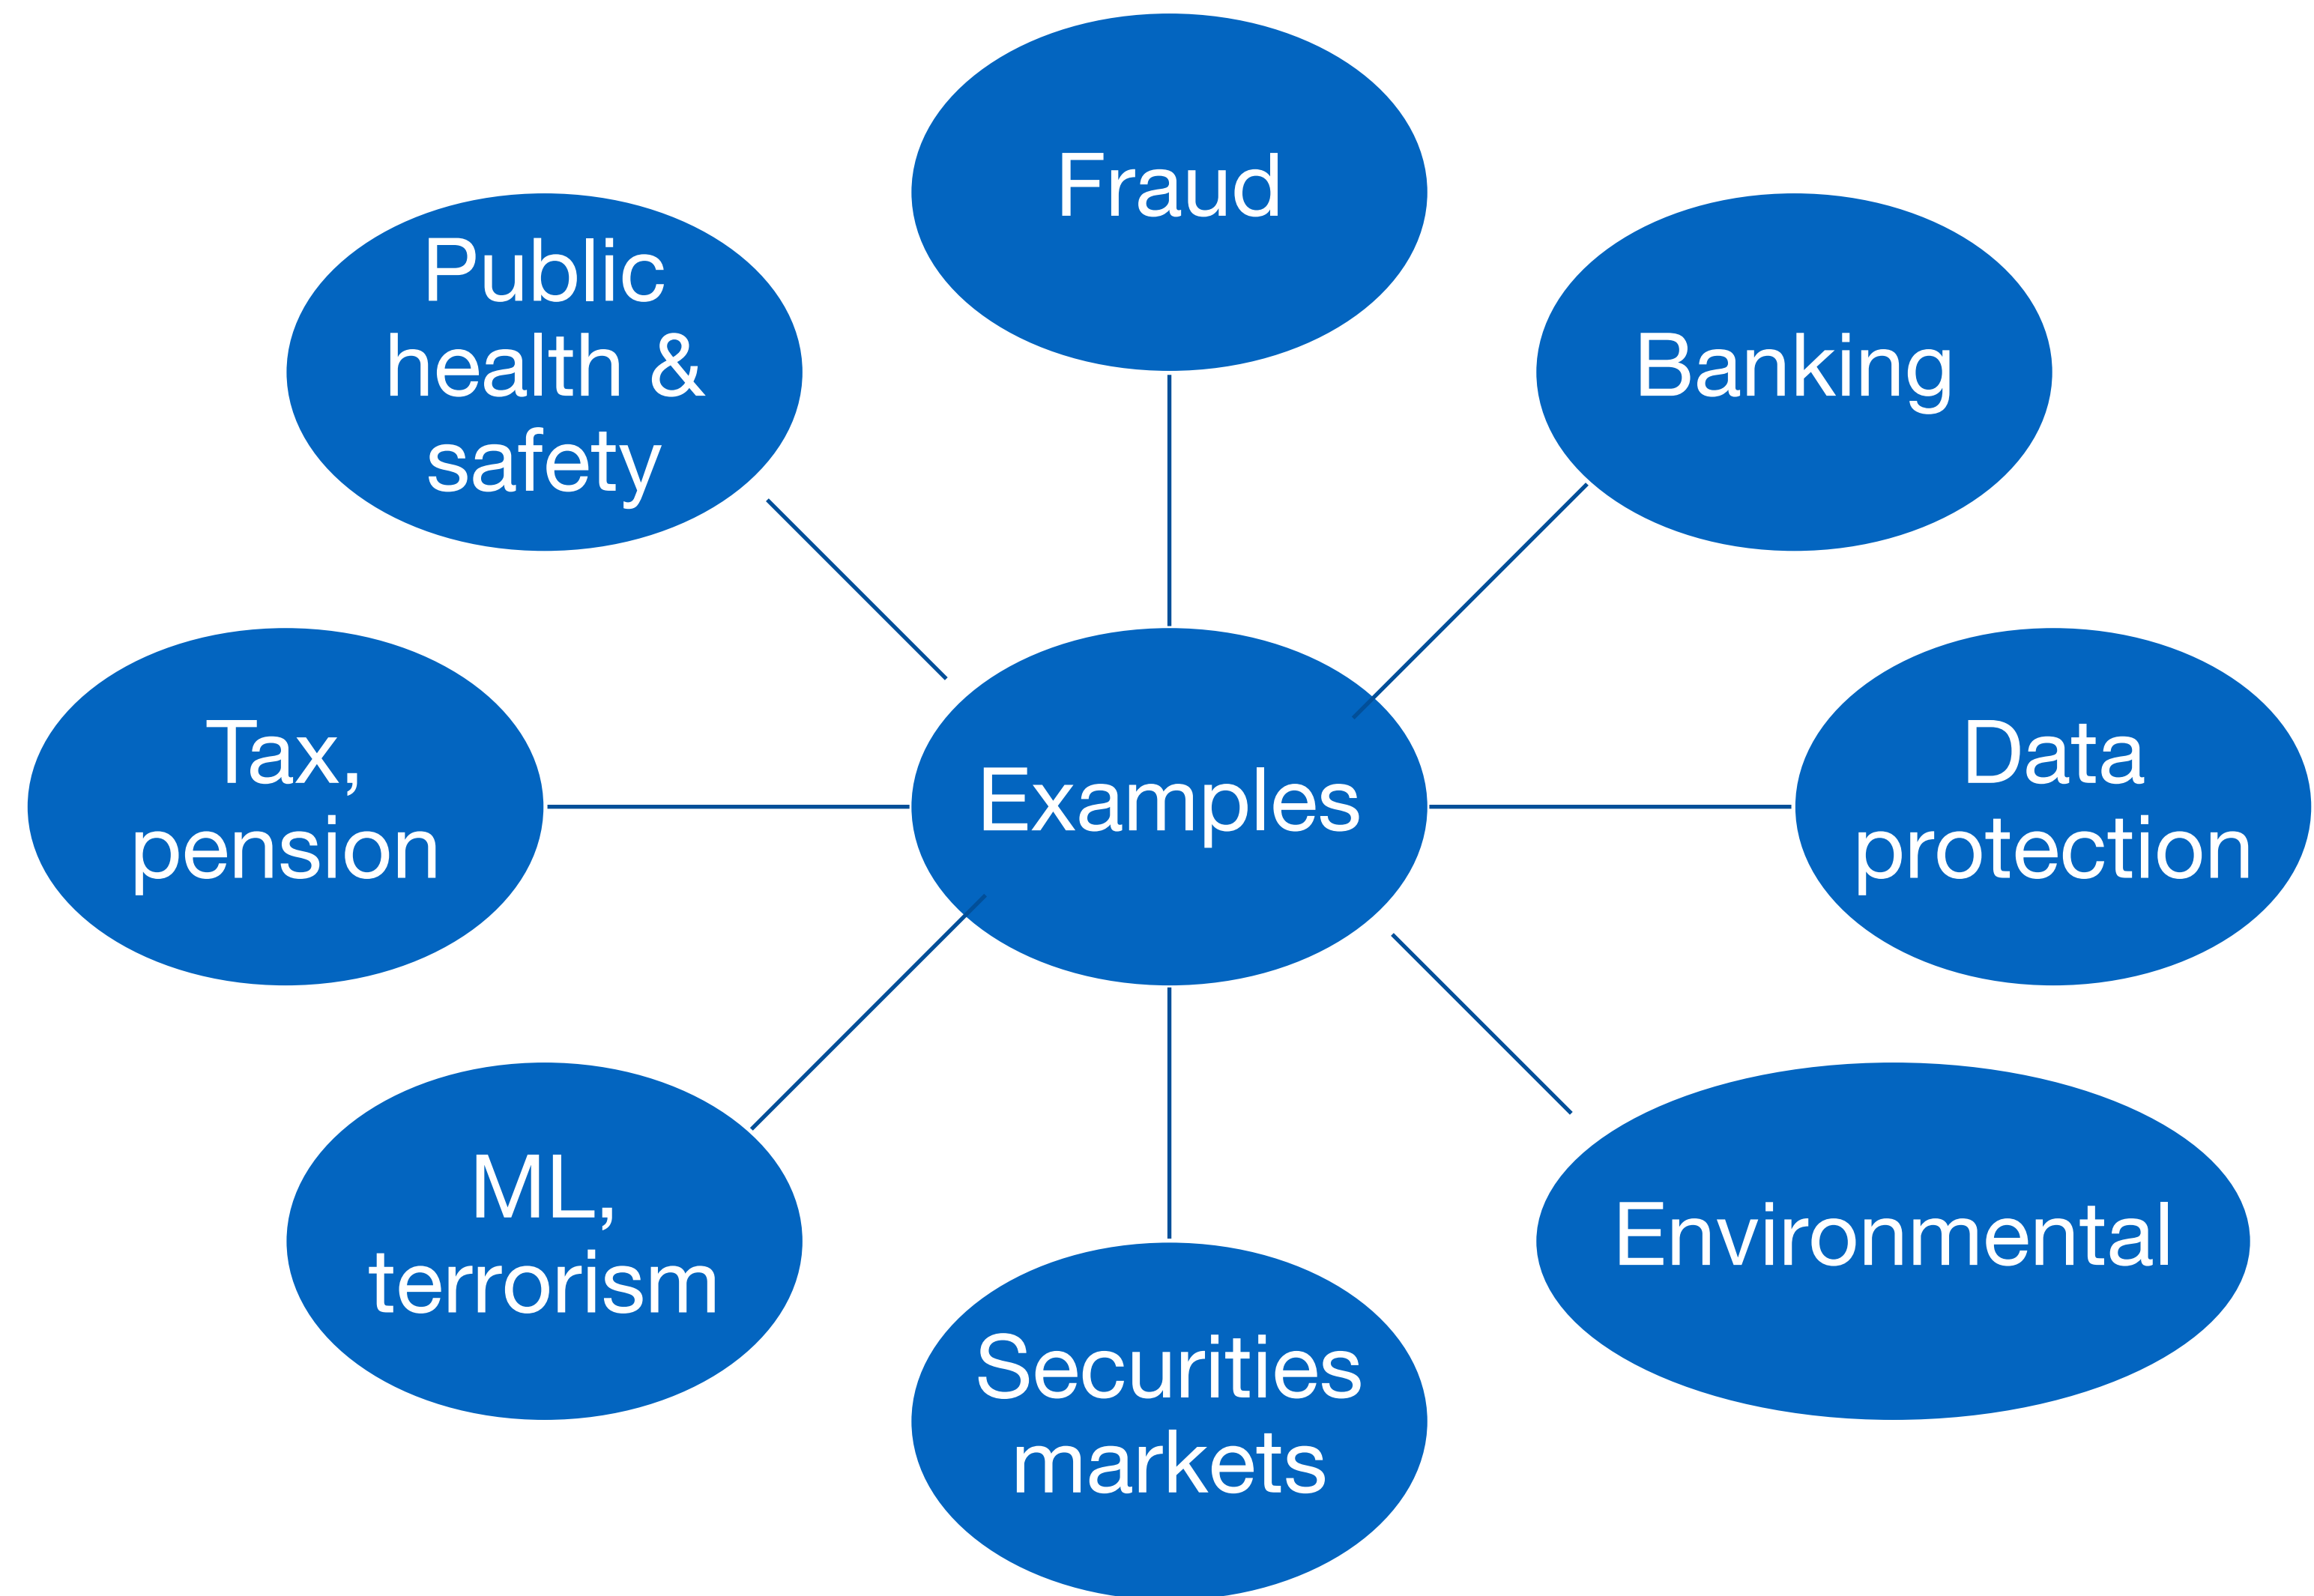 Fraud
Public
health &
safety
Banking
Tax,
pension
Examples
Data
protection
ML,
terrorism
Environmental
Securities
markets